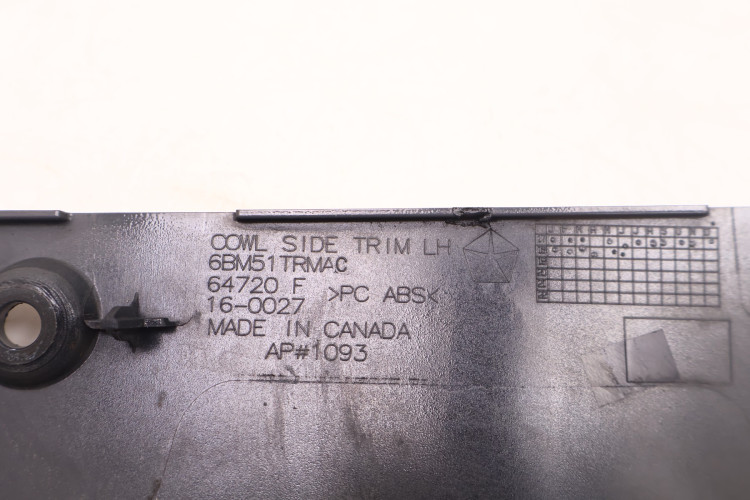 COWL SIDE TRIM LH
6BM51TRMAC
64720 F >PC ABS<
16-0027
MADE IN CANADA
AP#1093